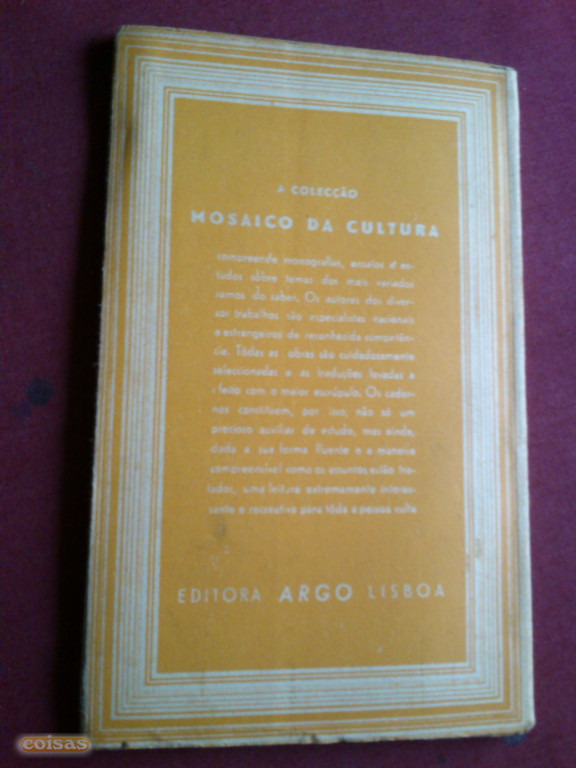 A COLECÇÃO
MOSAICO DA CULTURA
compreende monografias, ensaios e es-
tudos sôbre temas dos mais variados
ramos do saber. Os autores dos diver-
sos trabalhos são especialistas nacionais
e estrangeiros de reconhecida competên-
cia. Tôdas as obras são cuidadosamente
seleccionadas e as traduções levadas a
feito com o maior escrúpulo. Os cader-
nos constituem, por isso, não só um
precioso auxiliar de estudo, mas ainda,
dada a sua forma fluente e a maneira
compreensível como os assuntos estão tra-
tados, uma leitura extremamente interes-
sante e recreativa para tôda a pessoa culta
EDITORA ARGO LISBOA
coisas